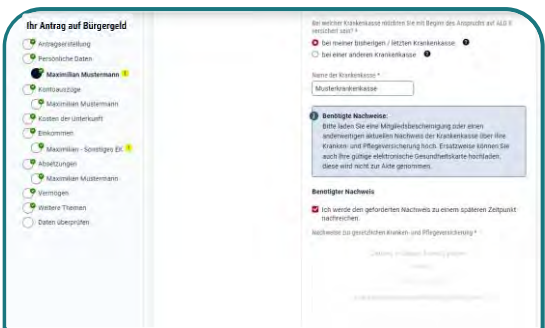 Ihr Antrag auf Bürgergeld
Antragserstellung
Persönliche Daten
Maximilian Mustermann
Kontoauszüge
Maximilian Mustermann
Kosten der Unterkunft
Einkommen
Maximilian - Sonstiges EK
Absetzungen
Maximilian Mustermann
Vermögen
Weitere Themen
Daten überprüfen
Bei welcher Krankenkasse möchten Sie mit Beginn des Anspruchs auf ALG II
versichert sein? *
bei meiner bisherigen / letzten Krankenkasse
bei einer anderen Krankenkasse
Name der Krankenkasse *
Musterkrankenkasse
Benötigte Nachweise:
Bitte laden Sie eine Mitgliedsbescheinigung oder einen
anderweitigen aktuellen Nachweis der Krankenkasse über Ihre
Kranken- und Pflegeversicherung hoch. Ersatzweise können Sie
auch Ihre gültige elektronische Gesundheitskarte hochladen,
diese wird nicht zur Akte genommen.
Benötigter Nachweis
Ich werde den geforderten Nachweis zu einem späteren Zeitpunkt
nachreichen.
Nachweise zur gesetzlichen Kranken- und Pflegeversicherung *